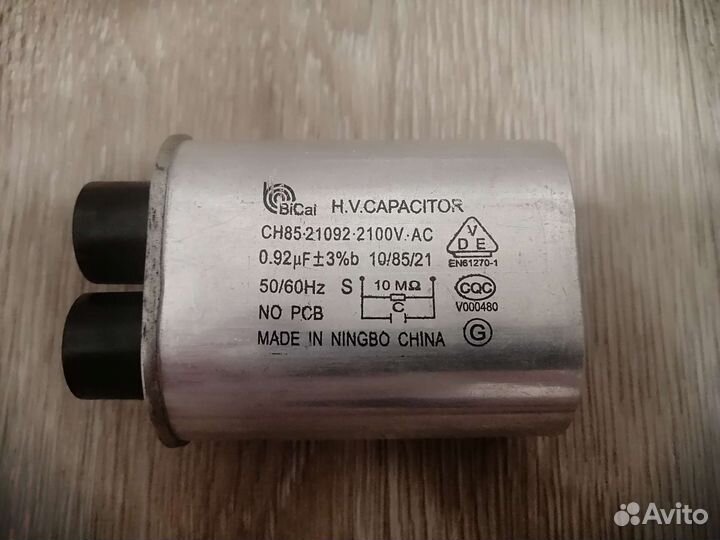 BiCai H.V.CAPACITOR
CH85-21092-2100V.AC
0.92μF±3%b 10/85/21
50/60Hz S 10 MΩ
C
NO PCB
MADE IN NINGBO CHINA
V
D E
EN61270-1
CQC
V000480
G
Avito